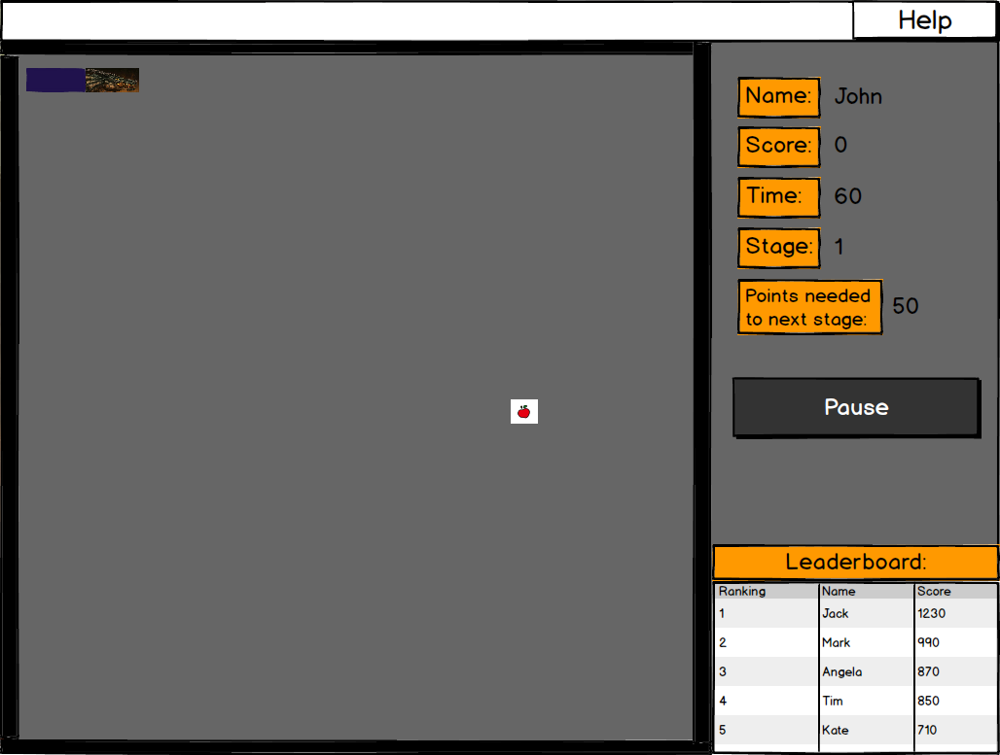 Help
Name: John
Score: 0
Time: 60
Stage: 1
Points needed
to next stage: 50
Pause
Leaderboard:
Ranking Name Score
1 Jack 1230
2 Mark 990
3 Angela 870
4 Tim 850
5 Kate 710